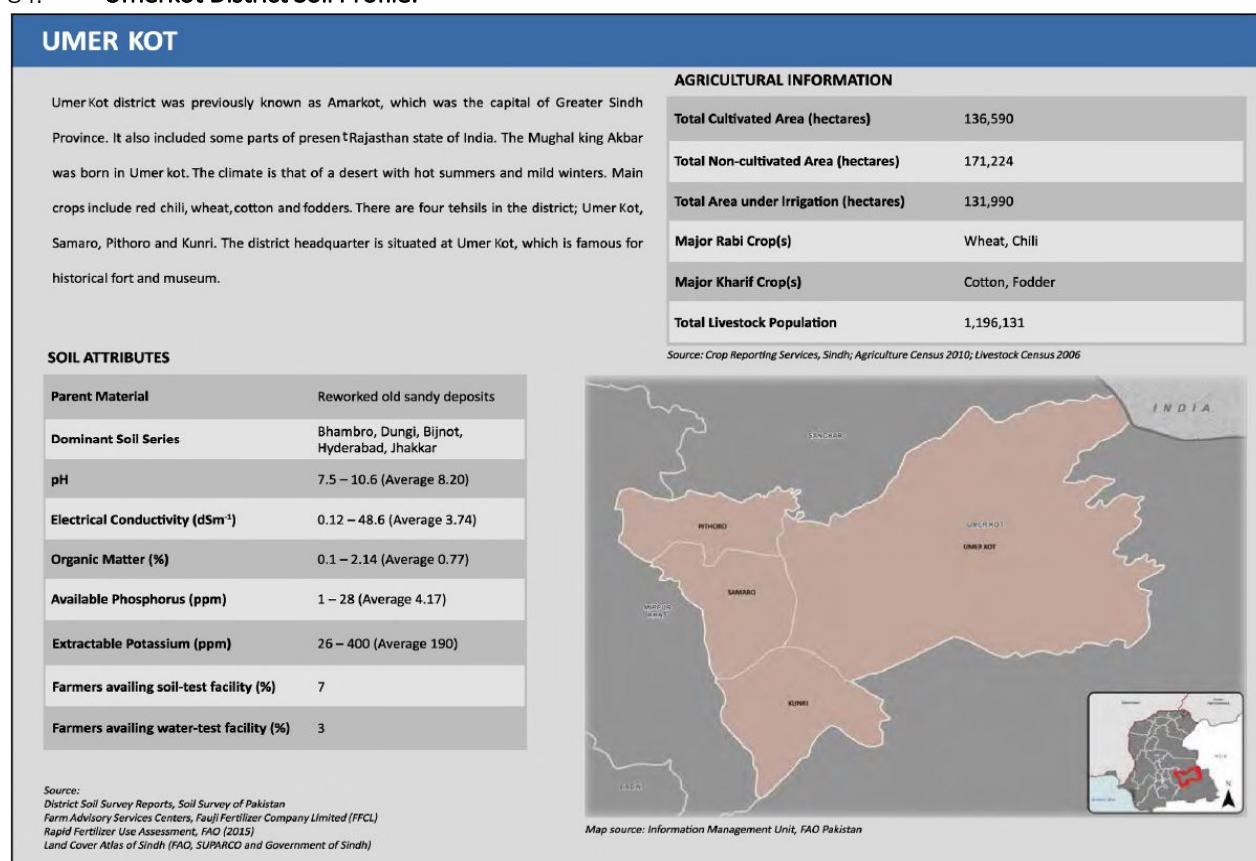 Umerkot District Soil Profile:
UMER KOT
Umer Kot district was previously known as Amarkot, which was the capital of Greater Sindh
Province. It also included some parts of present Rajasthan state of India. The Mughal king Akbar
was born in Umer kot. The climate is that of a desert with hot summers and mild winters. Main
crops include red chili, wheat, cotton and fodders. There are four tehsils in the district; Umer Kot,
Samaro, Pithoro and Kunri. The district headquarter is situated at Umer Kot, which is famous for
historical fort and museum.
AGRICULTURAL INFORMATION
Total Cultivated Area (hectares) 136,590
Total Non-cultivated Area (hectares) 171,224
Total Area under Irrigation (hectares) 131,990
Major Rabi Crop(s) Wheat, Chili
Major Kharif Crop(s) Cotton, Fodder
Total Livestock Population 1,196,131
Source: Crop Reporting Services, Sindh; Agriculture Census 2010; Livestock Census 2006
SOIL ATTRIBUTES
Parent Material Reworked old sandy deposits
Dominant Soil Series Bhambro, Dungi, Bijnot,
Hyderabad, Jhakkar
pH 7.5 – 10.6 (Average 8.20)
Electrical Conductivity (dSm⁻¹) 0.12 – 48.6 (Average 3.74)
Organic Matter (%) 0.1 – 2.14 (Average 0.77)
Available Phosphorus (ppm) 1 – 28 (Average 4.17)
Extractable Potassium (ppm) 26 – 400 (Average 190)
Farmers availing soil-test facility (%) 7
Farmers availing water-test facility (%) 3
Source:
District Soil Survey Reports, Soil Survey of Pakistan
Farm Advisory Services Centers, Fauji Fertilizer Company Limited (FFCL)
Rapid Fertilizer Use Assessment, FAO (2015)
Land Cover Atlas of Sindh (FAO, SUPARCO and Government of Sindh)
INDIA
SANGHAR
PITHORO
UMER KOT
UMER KOT
SAMARO
MIRPUR
KHAS
KUNRI
N
Map source: Information Management Unit, FAO Pakistan